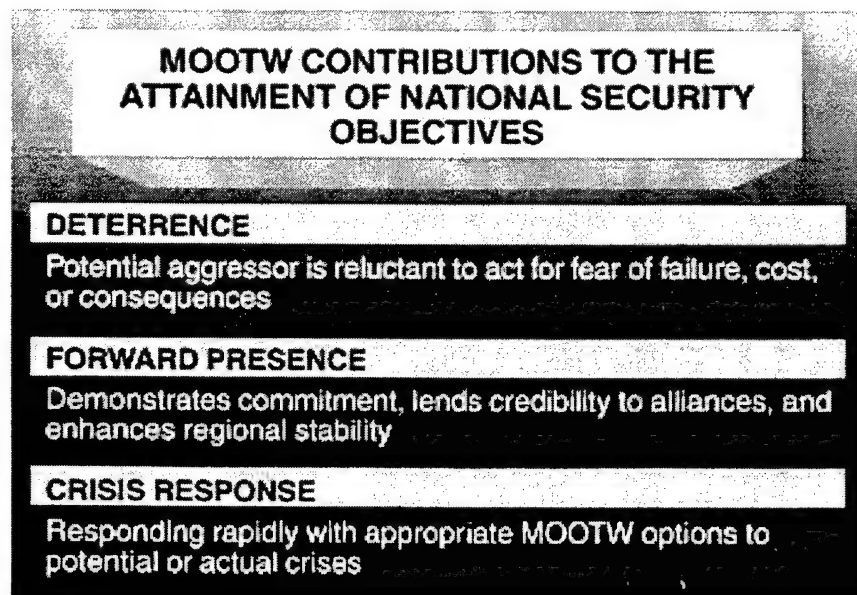 MOOTW CONTRIBUTIONS TO THE
ATTAINMENT OF NATIONAL SECURITY
OBJECTIVES
DETERRENCE
Potential aggressor is reluctant to act for fear of failure, cost,
or consequences
FORWARD PRESENCE
Demonstrates commitment, lends credibility to alliances, and
enhances regional stability
CRISIS RESPONSE
Responding rapidly with appropriate MOOTW options to
potential or actual crises